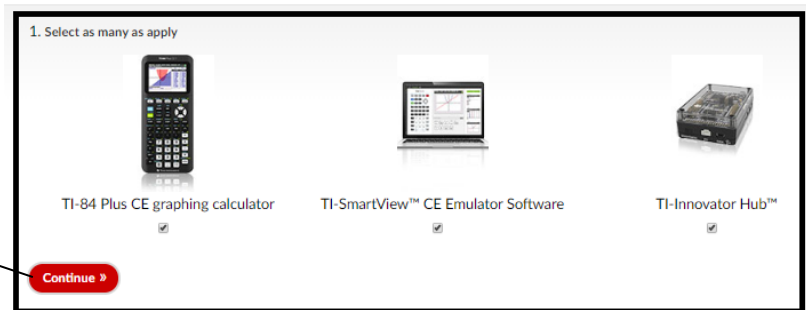 1. Select as many as apply
TI-84 Plus CE graphing calculator
TI-SmartView™ CE Emulator Software
TI-Innovator Hub™
Continue »